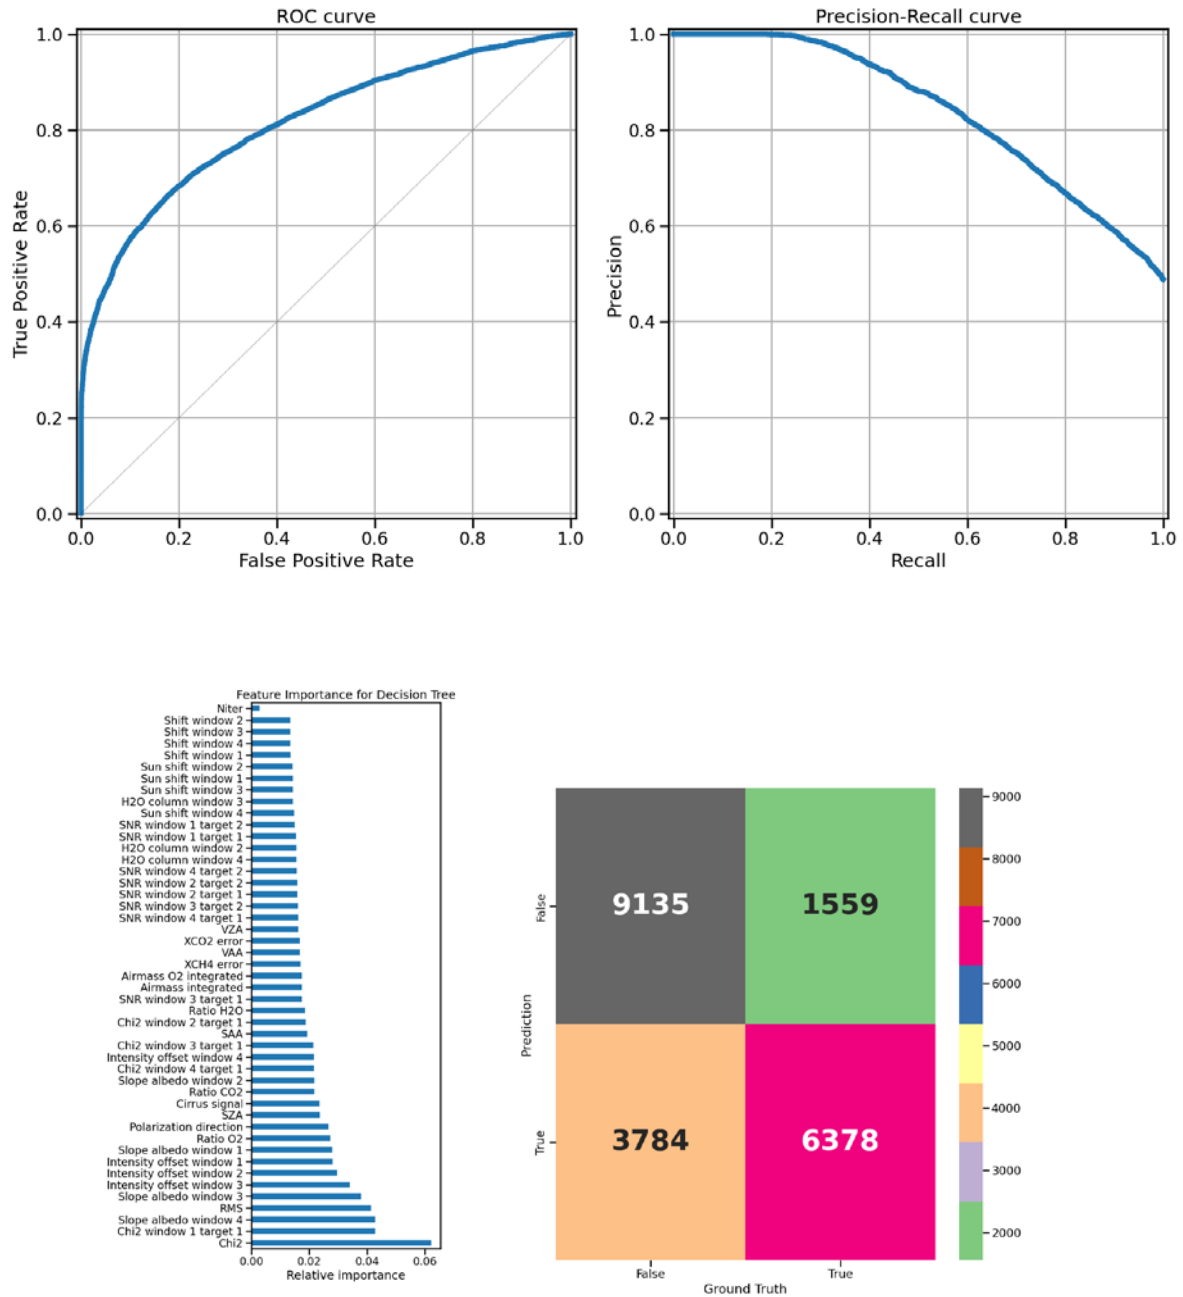 ROC curve
1.0
0.8
0.6
0.4
0.2
0.0
True Positive Rate
0.0 0.2 0.4 0.6 0.8 1.0
False Positive Rate
Precision-Recall curve
1.0
0.8
0.6
0.4
0.2
0.0
Precision
0.0 0.2 0.4 0.6 0.8 1.0
Recall
Feature Importance for Decision Tree
Niter
Shift window 2
Shift window 3
Shift window 4
Shift window 1
Sun shift window 2
Sun shift window 1
Sun shift window 3
H2O column window 3
Sun shift window 4
SNR window 1 target 2
SNR window 1 target 1
H2O column window 2
H2O column window 4
SNR window 4 target 2
SNR window 2 target 2
SNR window 2 target 1
SNR window 3 target 2
SNR window 4 target 1
VZA
XCO2 error
VAA
XCH4 error
Airmass O2 integrated
Airmass integrated
SNR window 3 target 1
Ratio H2O
Chi2 window 2 target 1
SAA
Chi2 window 3 target 1
Intensity offset window 4
Chi2 window 4 target 1
Slope albedo window 2
Ratio CO2
Cirrus signal
SZA
Polarization direction
Ratio O2
Slope albedo window 1
Intensity offset window 1
Intensity offset window 2
Intensity offset window 3
Slope albedo window 3
RMS
Slope albedo window 4
Chi2 window 1 target 1
Chi2
0.00 0.02 0.04 0.06
Relative importance
Prediction
False
True
9135 1559
3784 6378
False True
Ground Truth
9000
8000
7000
6000
5000
4000
3000
2000